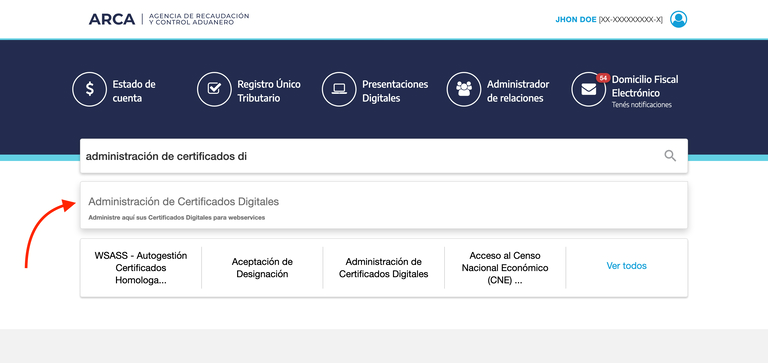 ARCA | AGENCIA DE RECAUDACIÓN
Y CONTROL ADUANERO
JHON DOE [XX-XXXXXXXXX-X]
Estado de
cuenta
Registro Único
Tributario
Presentaciones
Digitales
Administrador
de relaciones
54
Domicilio Fiscal
Electrónico
Tenés notificaciones
administración de certificados di
Administración de Certificados Digitales
Administre aquí sus Certificados Digitales para webservices
WSASS - Autogestión
Certificados
Homologa...
Aceptación de
Designación
Administración de
Certificados Digitales
Acceso al Censo
Nacional Económico
(CNE) ...
Ver todos